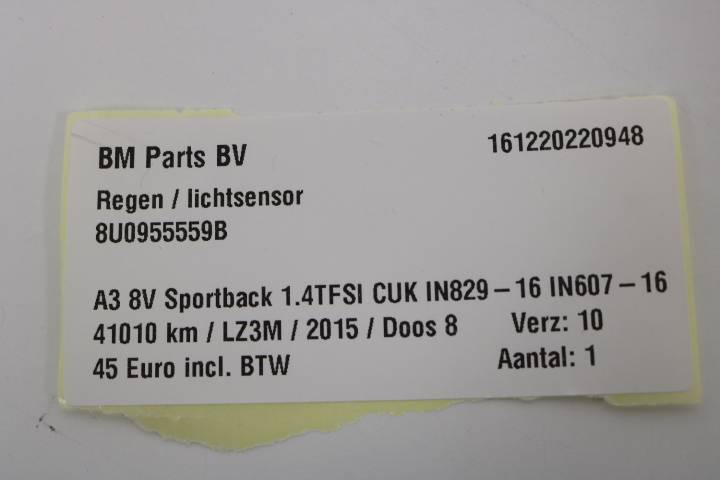 BM Parts BV 161220220948
Regen / lichtsensor
8U0955559B
A3 8V Sportback 1.4TFSI CUK IN829 – 16 IN607 – 16
41010 km / LZ3M / 2015 / Doos 8 Verz: 10
45 Euro incl. BTW Aantal: 1